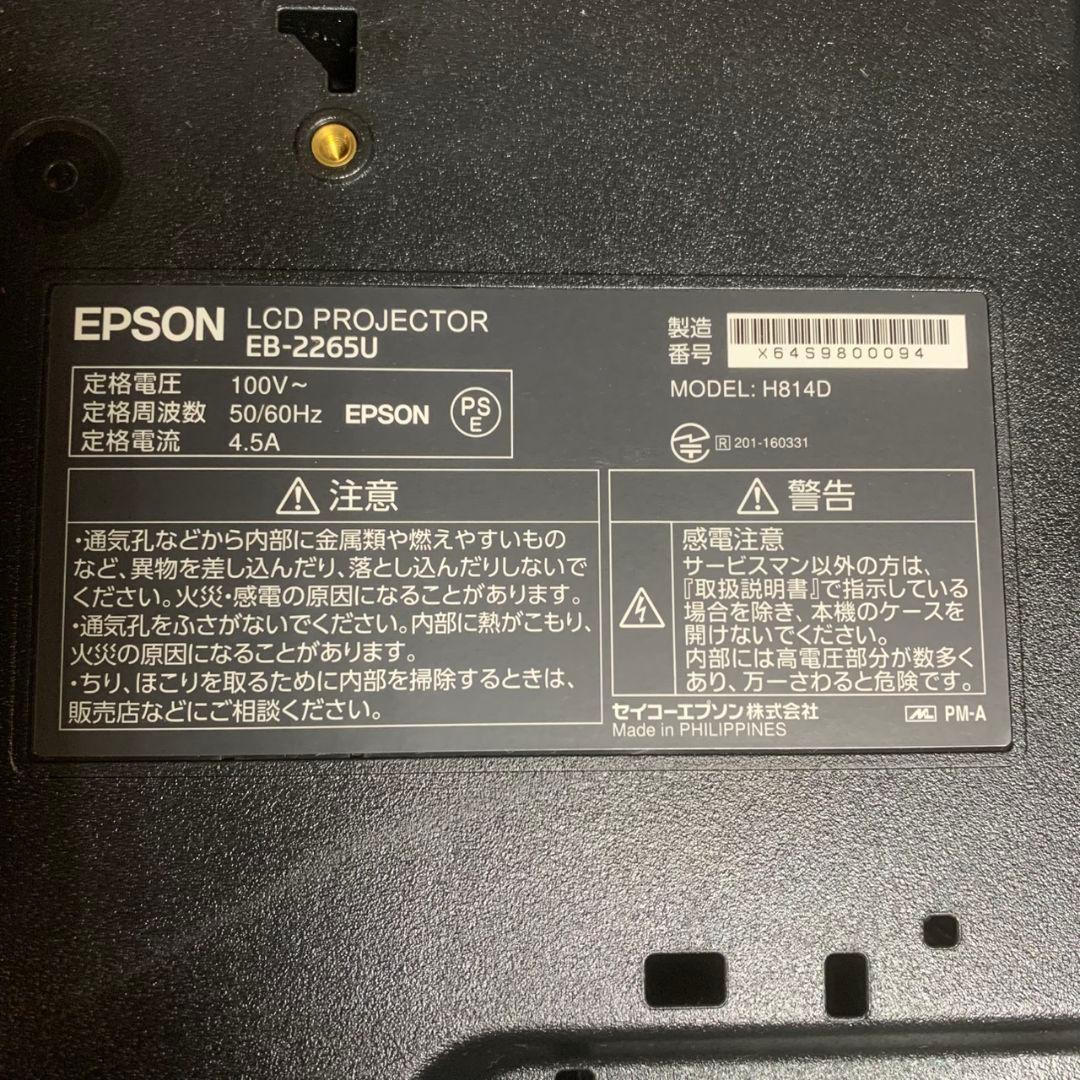 EPSON LCD PROJECTOR
EB-2265U
定格電圧 100V～
定格周波数 50/60Hz EPSON PSE
定格電流 4.5A
製造番号 X64S9800094
MODEL: H814D
R 201-160331
注意
・通気孔などから内部に金属類や燃えやすいもの
など、異物を差し込んだり、落とし込んだりしないで
ください。火災・感電の原因になることがあります。
・通気孔をふさがないでください。内部に熱がこもり、
火災の原因になることがあります。
・ちり、ほこりを取るために内部を掃除するときは、
販売店などにご相談ください。
警告
感電注意
サービスマン以外の方は、
『取扱説明書』で指示している
場合を除き、本機のケースを
開けないでください。
内部には高電圧部分が数多く
あり、万一さわると危険です。
セイコーエプソン株式会社
Made in PHILIPPINES
ML PM-A